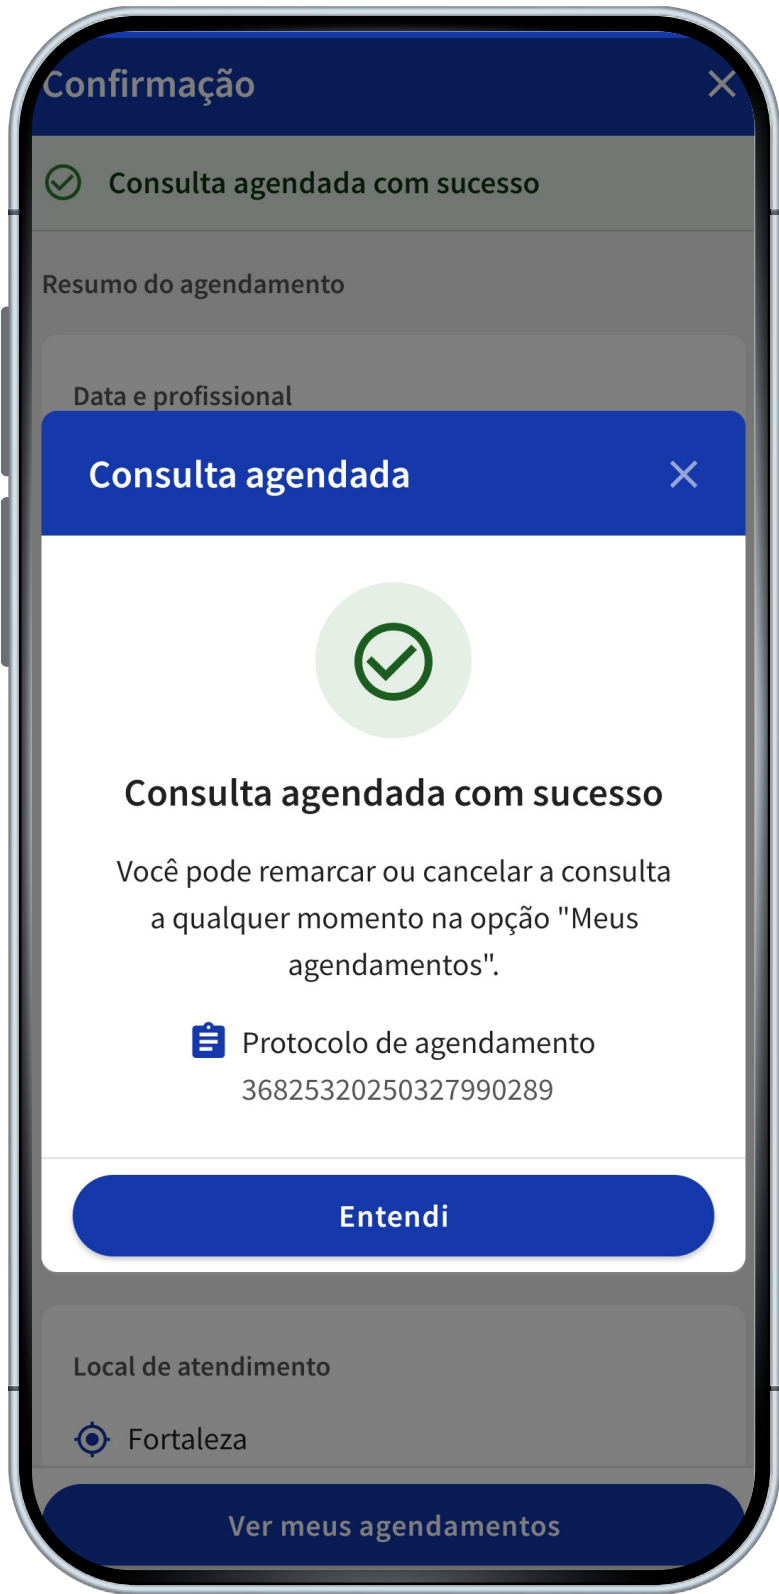 Confirmação
Consulta agendada com sucesso
Resumo do agendamento
Data e profissional
Consulta agendada
Consulta agendada com sucesso
Você pode remarcar ou cancelar a consulta
a qualquer momento na opção "Meus
agendamentos".
Protocolo de agendamento
36825320250327990289
Entendi
Local de atendimento
Fortaleza
Ver meus agendamentos